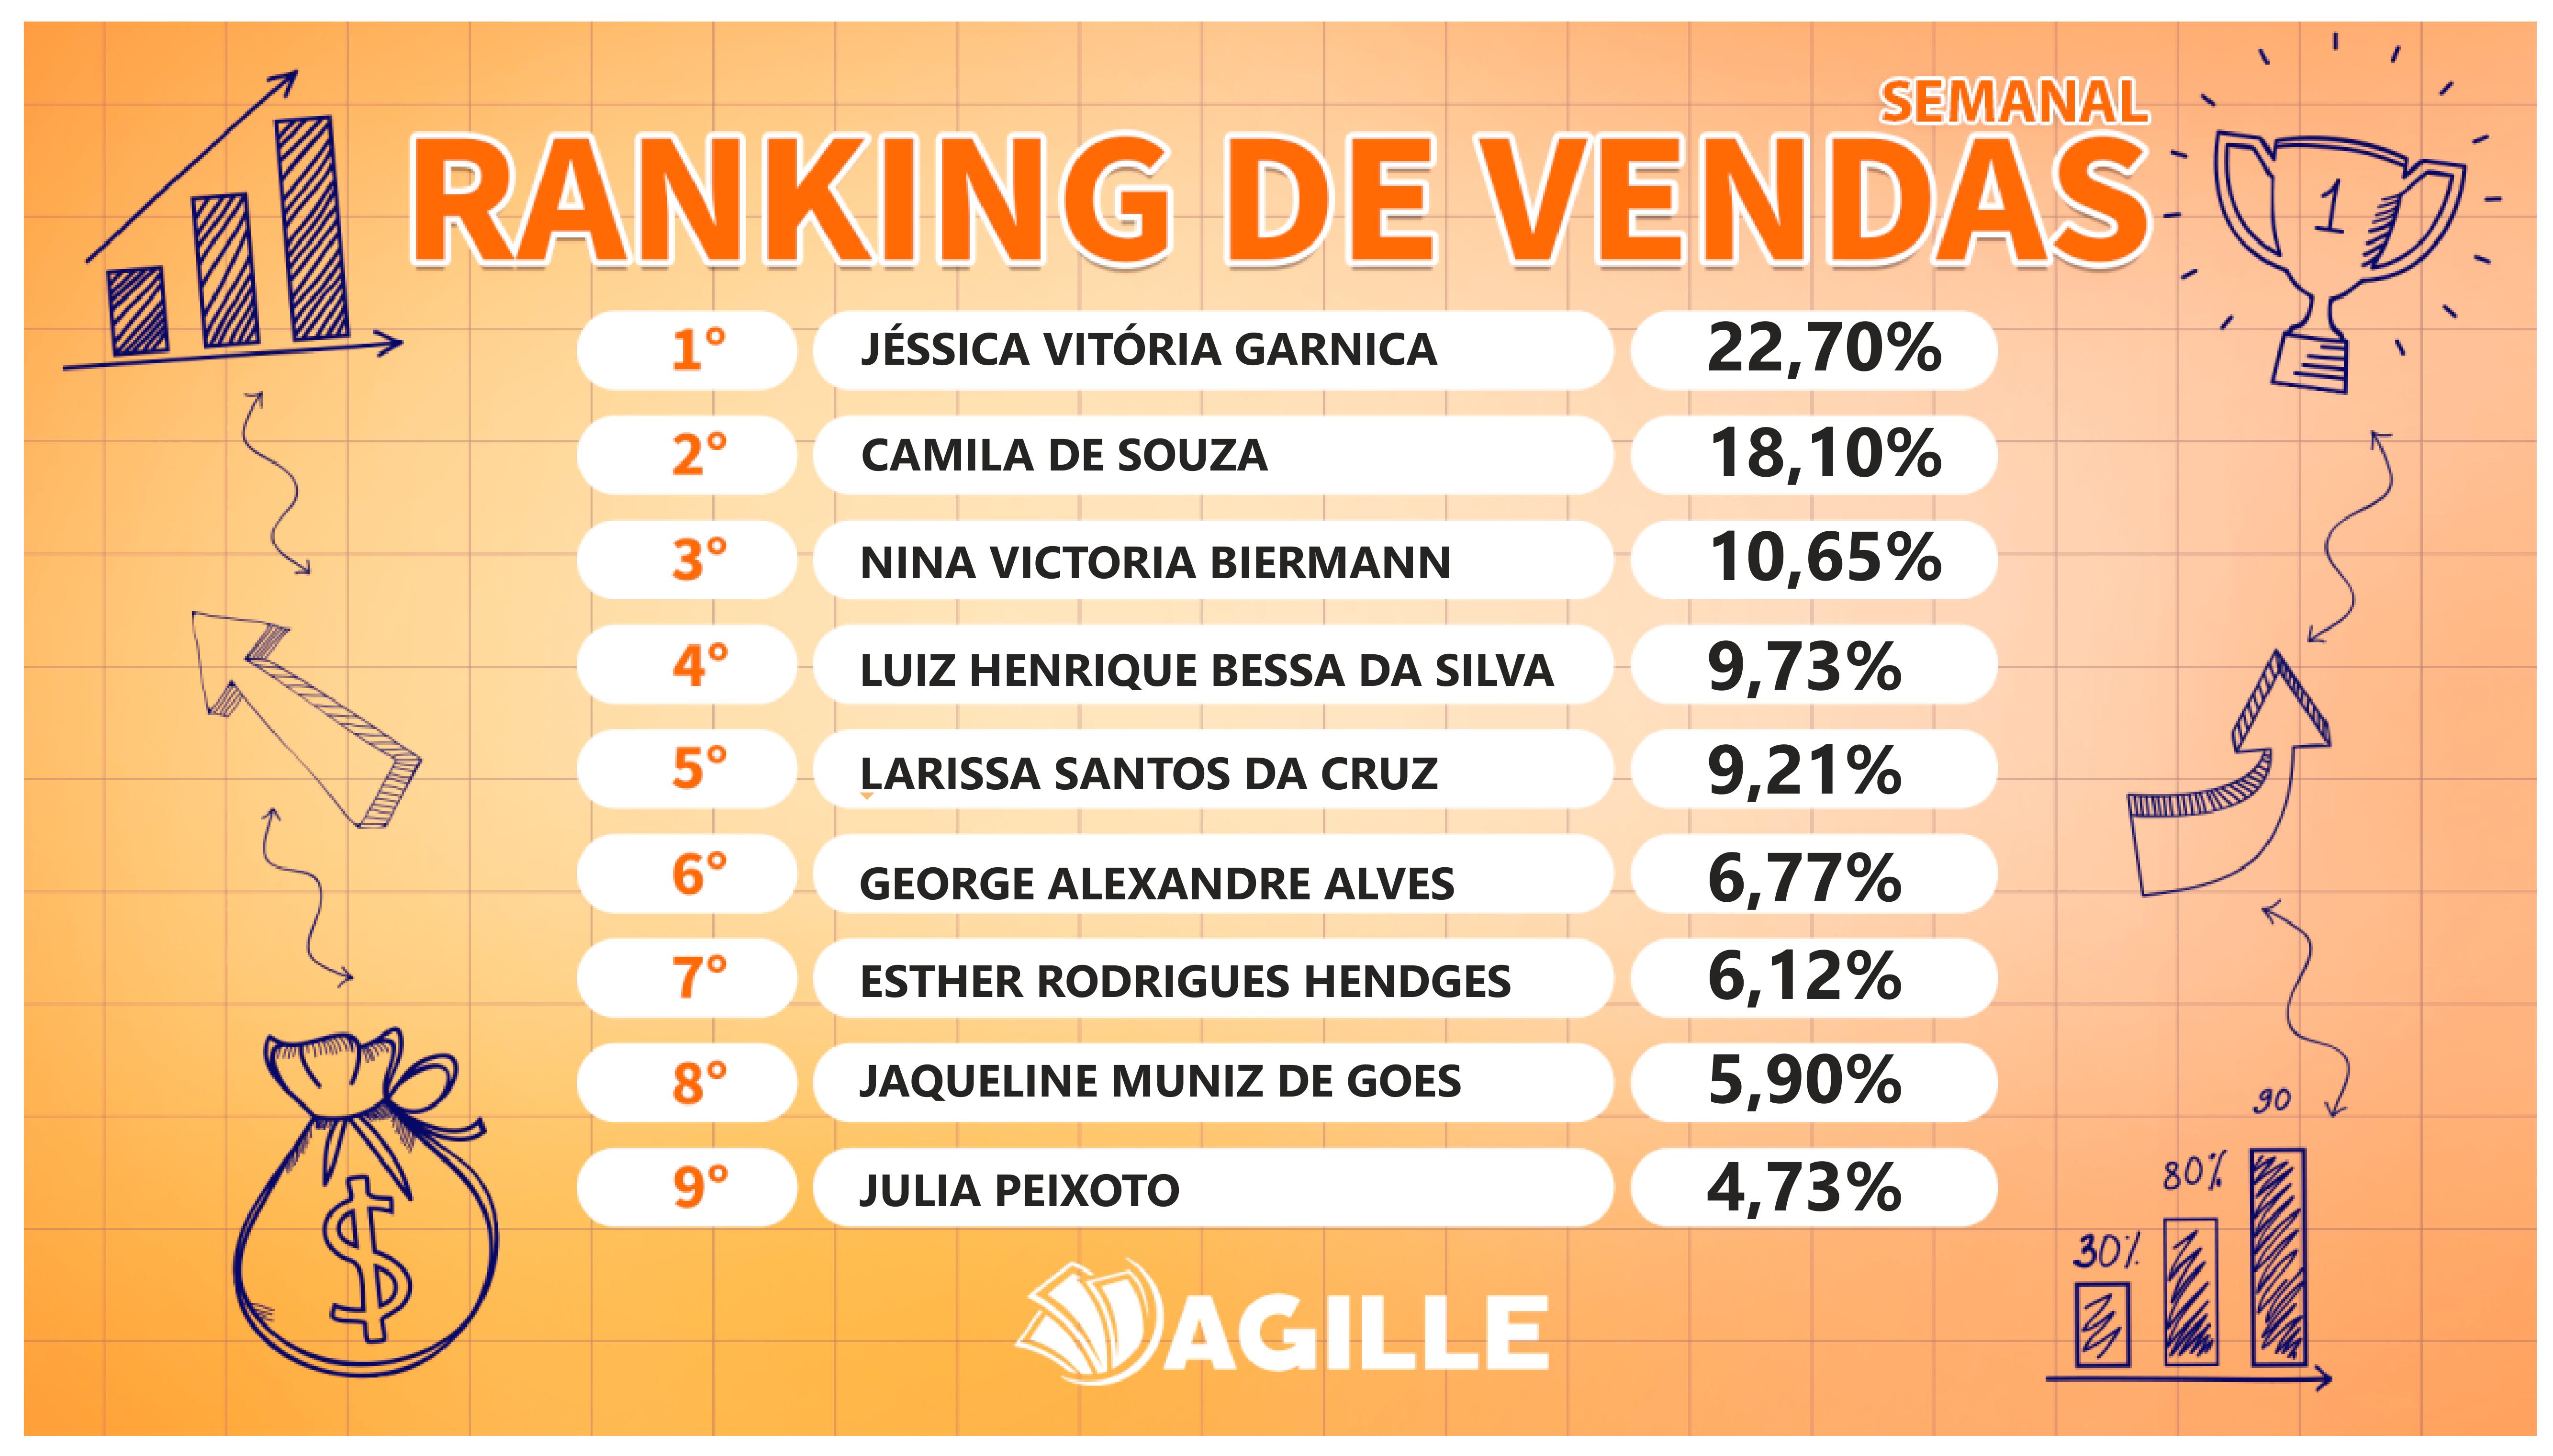 SEMANAL
RANKING DE VENDAS
1
1° JÉSSICA VITÓRIA GARNICA 22,70%
2° CAMILA DE SOUZA 18,10%
3° NINA VICTORIA BIERMANN 10,65%
4° LUIZ HENRIQUE BESSA DA SILVA 9,73%
5° LARISSA SANTOS DA CRUZ 9,21%
6° GEORGE ALEXANDRE ALVES 6,77%
7° ESTHER RODRIGUES HENDGES 6,12%
8° JAQUELINE MUNIZ DE GOES 5,90%
9° JULIA PEIXOTO 4,73%
$
30% 80% 90
AGILLE